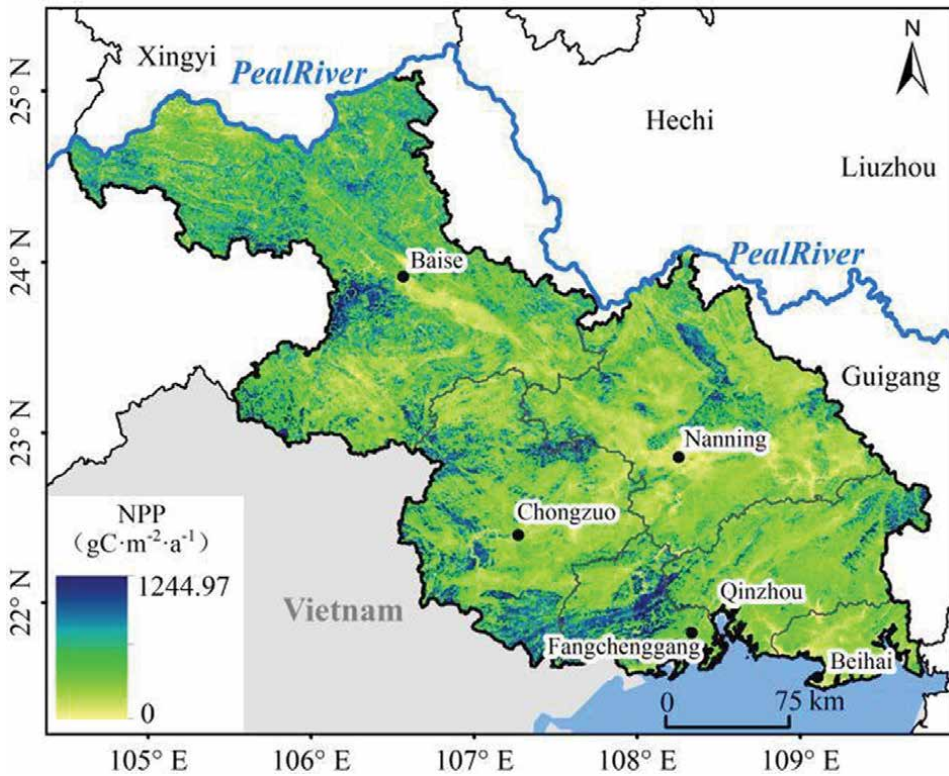 Xingyi
PealRiver
N
25° N
Hechi
Liuzhou
24° N
Baise
PealRiver
Guigang
23° N
Nanning
NPP
(gC·m⁻²·a⁻¹)
1244.97
0
Chongzuo
22° N
Vietnam
Qinzhou
Fangchenggang
Beihai
0 75 km
105° E 106° E 107° E 108° E 109° E